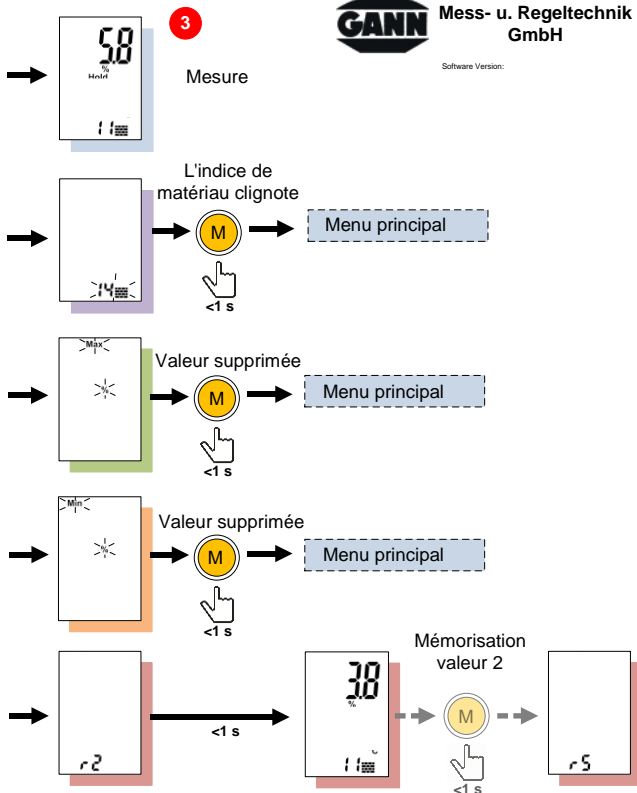 3
GANN
Mess- u. Regeltechnik
GmbH
Software Version:
5.8
%
Hold
11
Mesure
L'indice de
matériau clignote
M
Menu principal
14
<1 s
Max
%
Valeur supprimée
M
Menu principal
<1 s
Min
%
Valeur supprimée
M
Menu principal
<1 s
r2
<1 s
3.8
%
11
Mémorisation
valeur 2
M
<1 s
r5